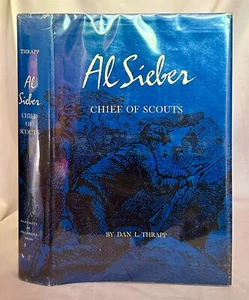 THRAPP
Al
Sieber
CHIEF
OF
SCOUTS
Al Sieber
CHIEF OF SCOUTS
BY DAN L. THRAPP